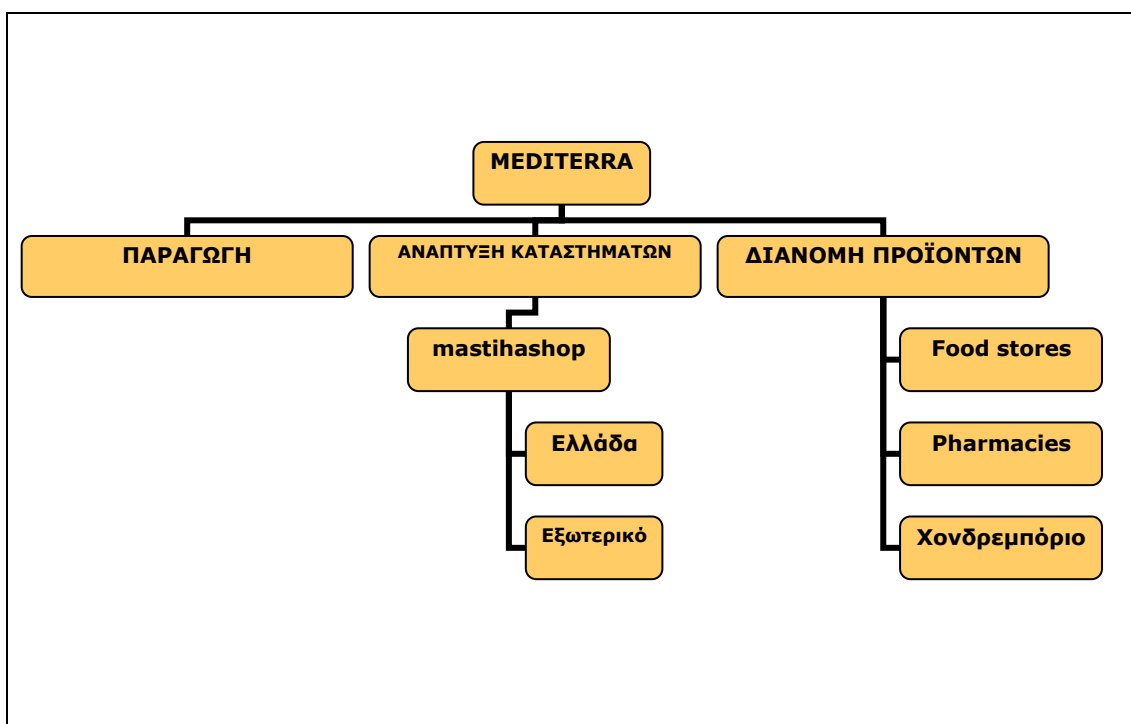 MEDITERRA
ΠΑΡΑΓΩΓΗ
ΑΝΑΠΤΥΞΗ ΚΑΤΑΣΤΗΜΑΤΩΝ
ΔΙΑΝΟΜΗ ΠΡΟΪΟΝΤΩΝ
mastihashop
Ελλάδα
Εξωτερικό
Food stores
Pharmacies
Χονδρεμπόριο